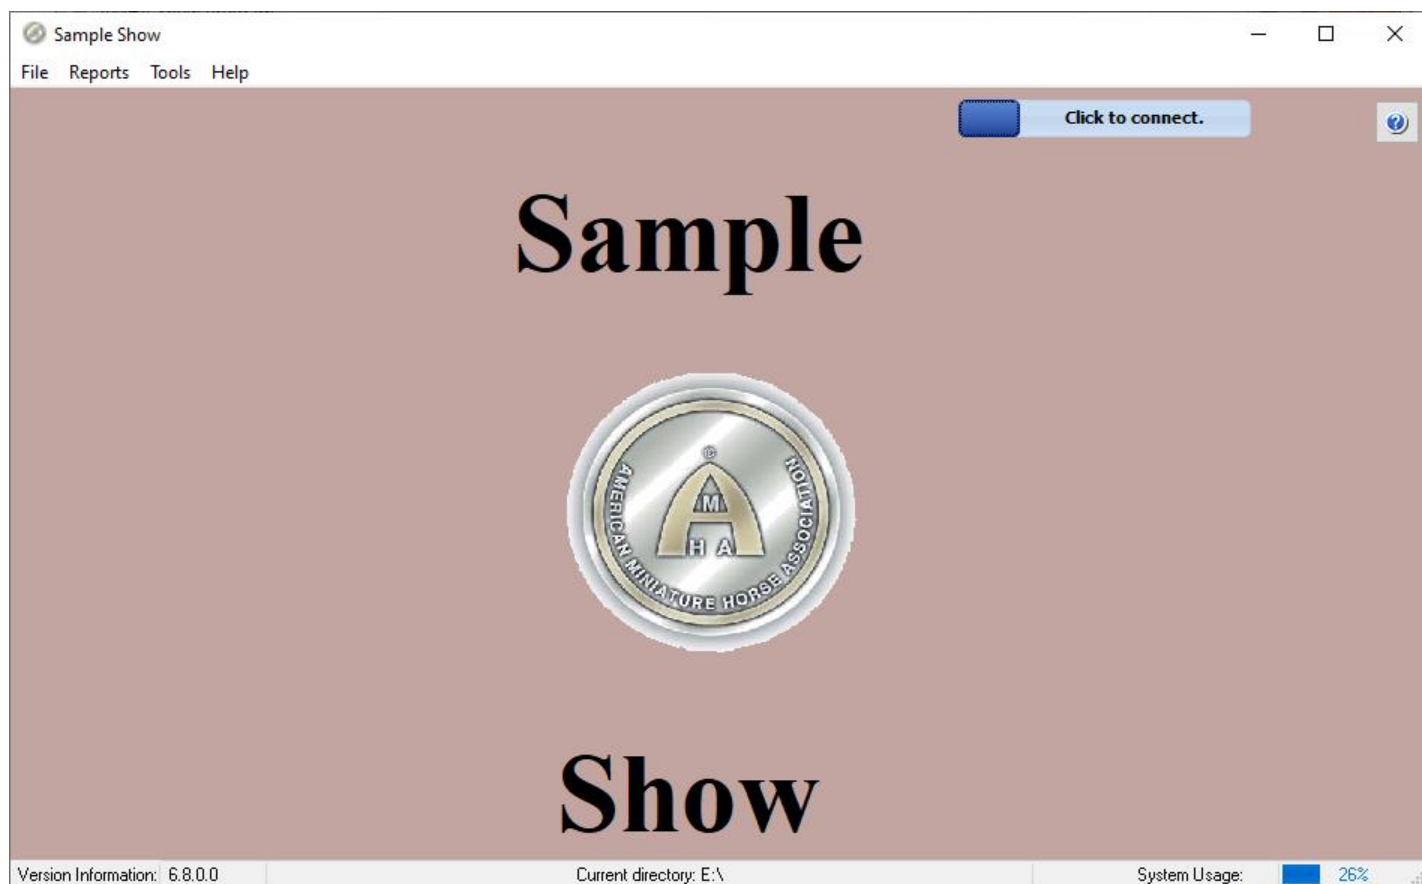 Sample Show
File Reports Tools Help
Click to connect.
Sample
©
M
H A
AMERICAN MINIATURE HORSE ASSOCIATION
Show
Version Information: 6.8.0.0 Current directory: E:\ System Usage: 26%